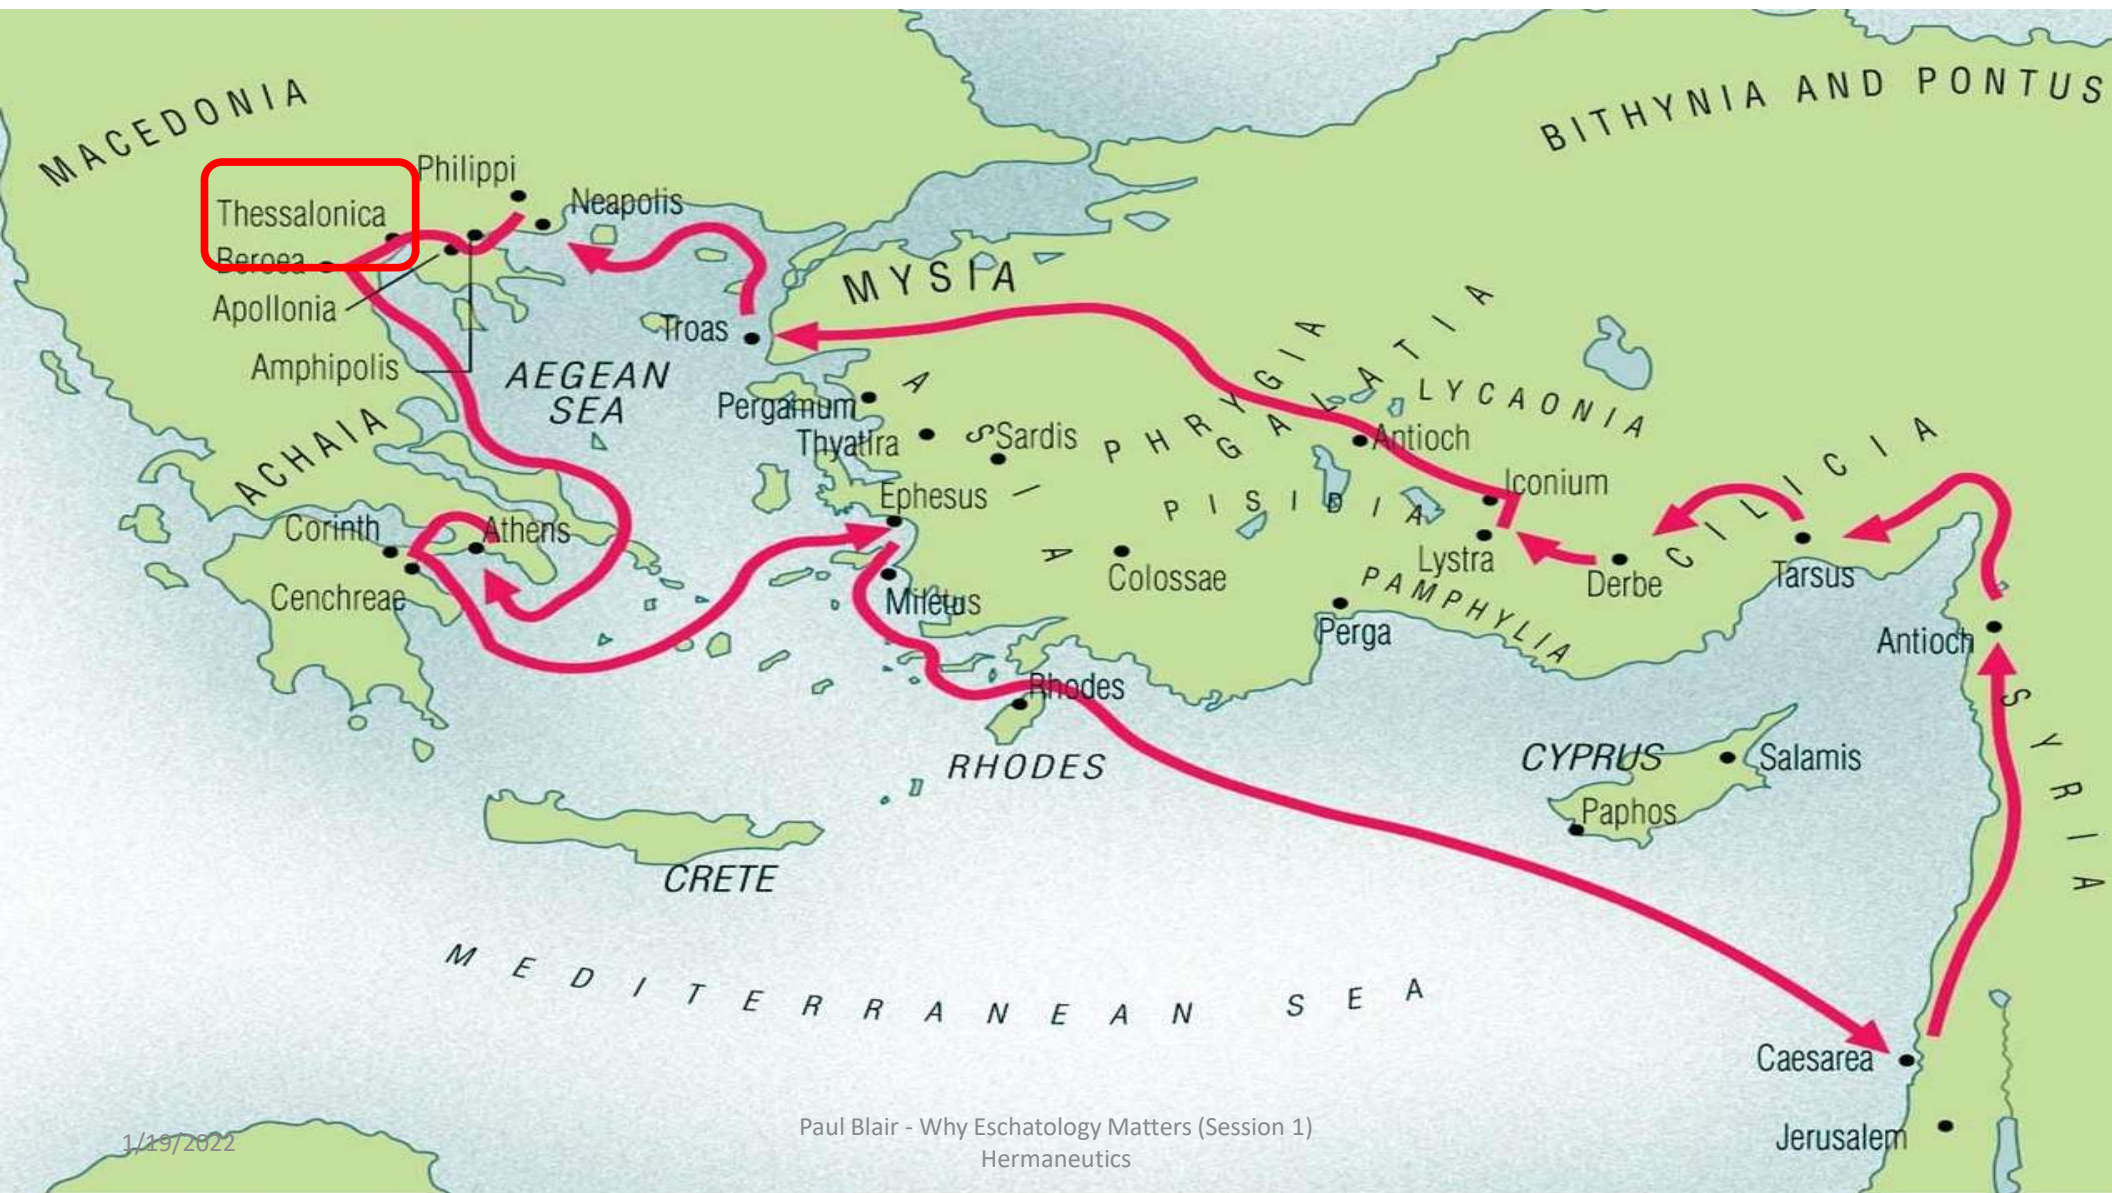 MACEDONIA
BITHYNIA AND PONTUS
Philippi
Neapolis
Thessalonica
Beroea
Apollonia
Amphipolis
MYSIA
Troas
AEGEAN
SEA
Pergamum
Thyatira
Sardis
ASIA
PHRYGIA
GALATIA
LYCAONIA
Antioch
Iconium
CILICIA
PISIDIA
ACHAIA
Corinth
Athens
Cenchreae
Ephesus
Miletus
Colossae
Lystra
Derbe
Tarsus
PAMPHYLIA
Perga
Antioch
SYRIA
Rhodes
RHODES
CYPRUS
Salamis
Paphos
CRETE
MEDITERRANEAN SEA
Caesarea
Jerusalem
1/19/2022
Paul Blair - Why Eschatology Matters (Session 1)
Hermaneutics